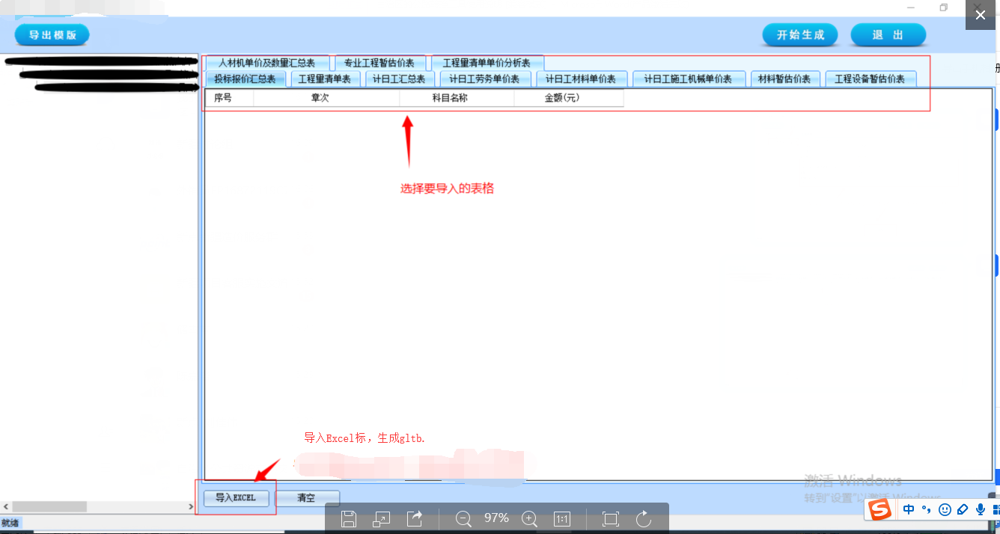 导出模版
开始生成
退 出
人材机单价及数量汇总表
专业工程暂估价表
工程量清单单价分析表
投标报价汇总表
工程量清单表
计日工汇总表
计日工劳务单价表
计日工材料单价表
计日工施工机械单价表
材料暂估价表
工程设备暂估价表
序号
章次
科目名称
金额(元)
选择要导入的表格
导入Excel标，生成gltb.
导入EXCEL
清空
激活 Windows
转到"设置"以激活 Windows
就绪
97%
1:1
中